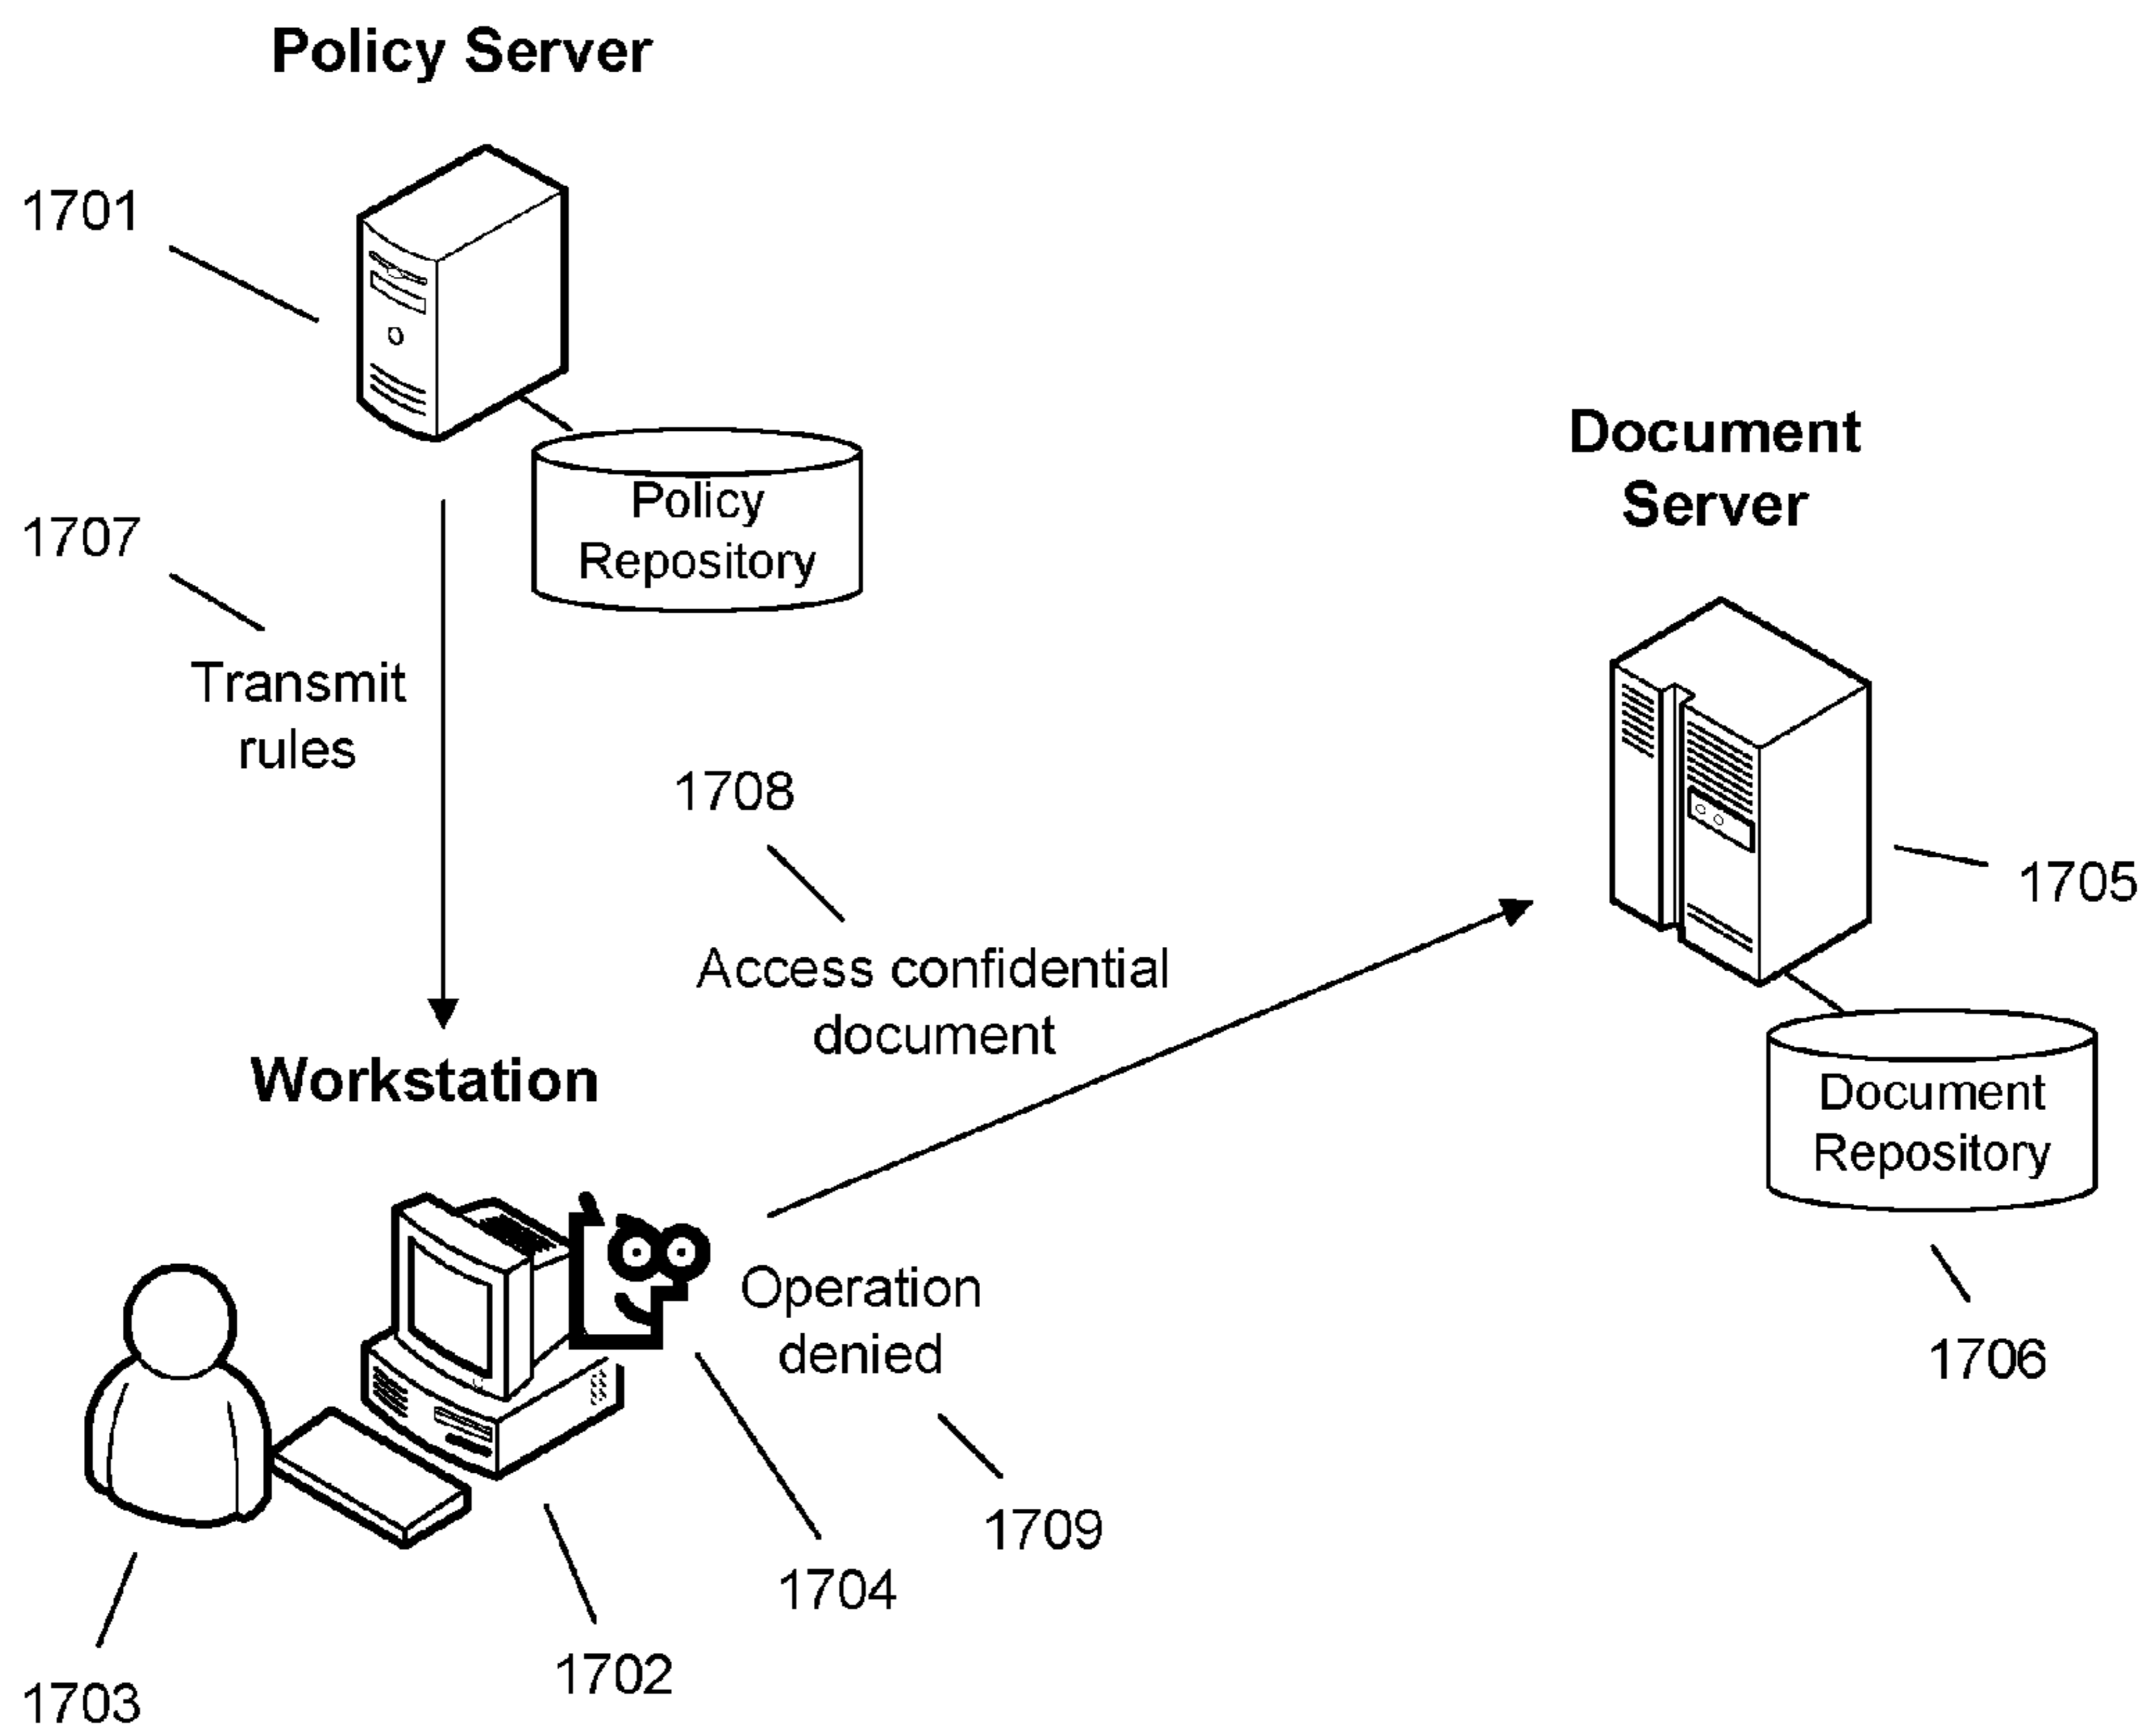 Policy Server
1701
Policy
Repository
1707
Transmit
rules
Document
Server
1708
1705
Access confidential
document
Workstation
Document
Repository
Operation
denied
1706
1709
1704
1702
1703